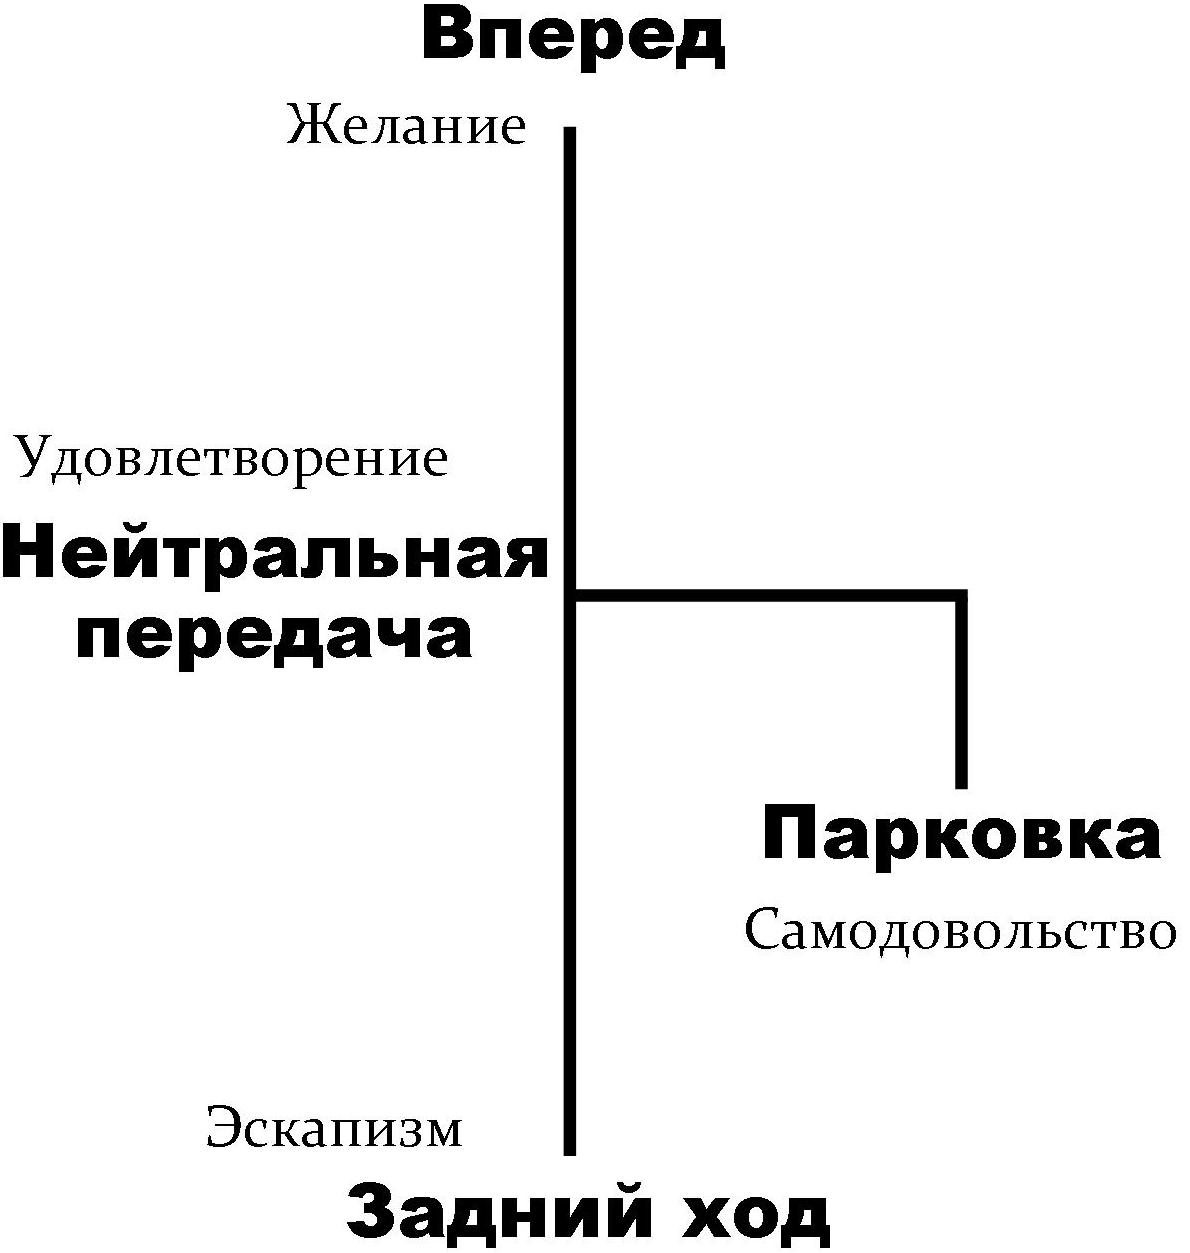 Вперед
Желание
Удовлетворение
Нейтральная
передача
Парковка
Самодовольство
Эскапизм
Задний ход